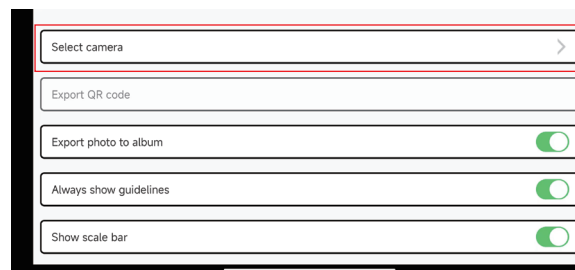 Select camera
Export QR code
Export photo to album
Always show guidelines
Show scale bar